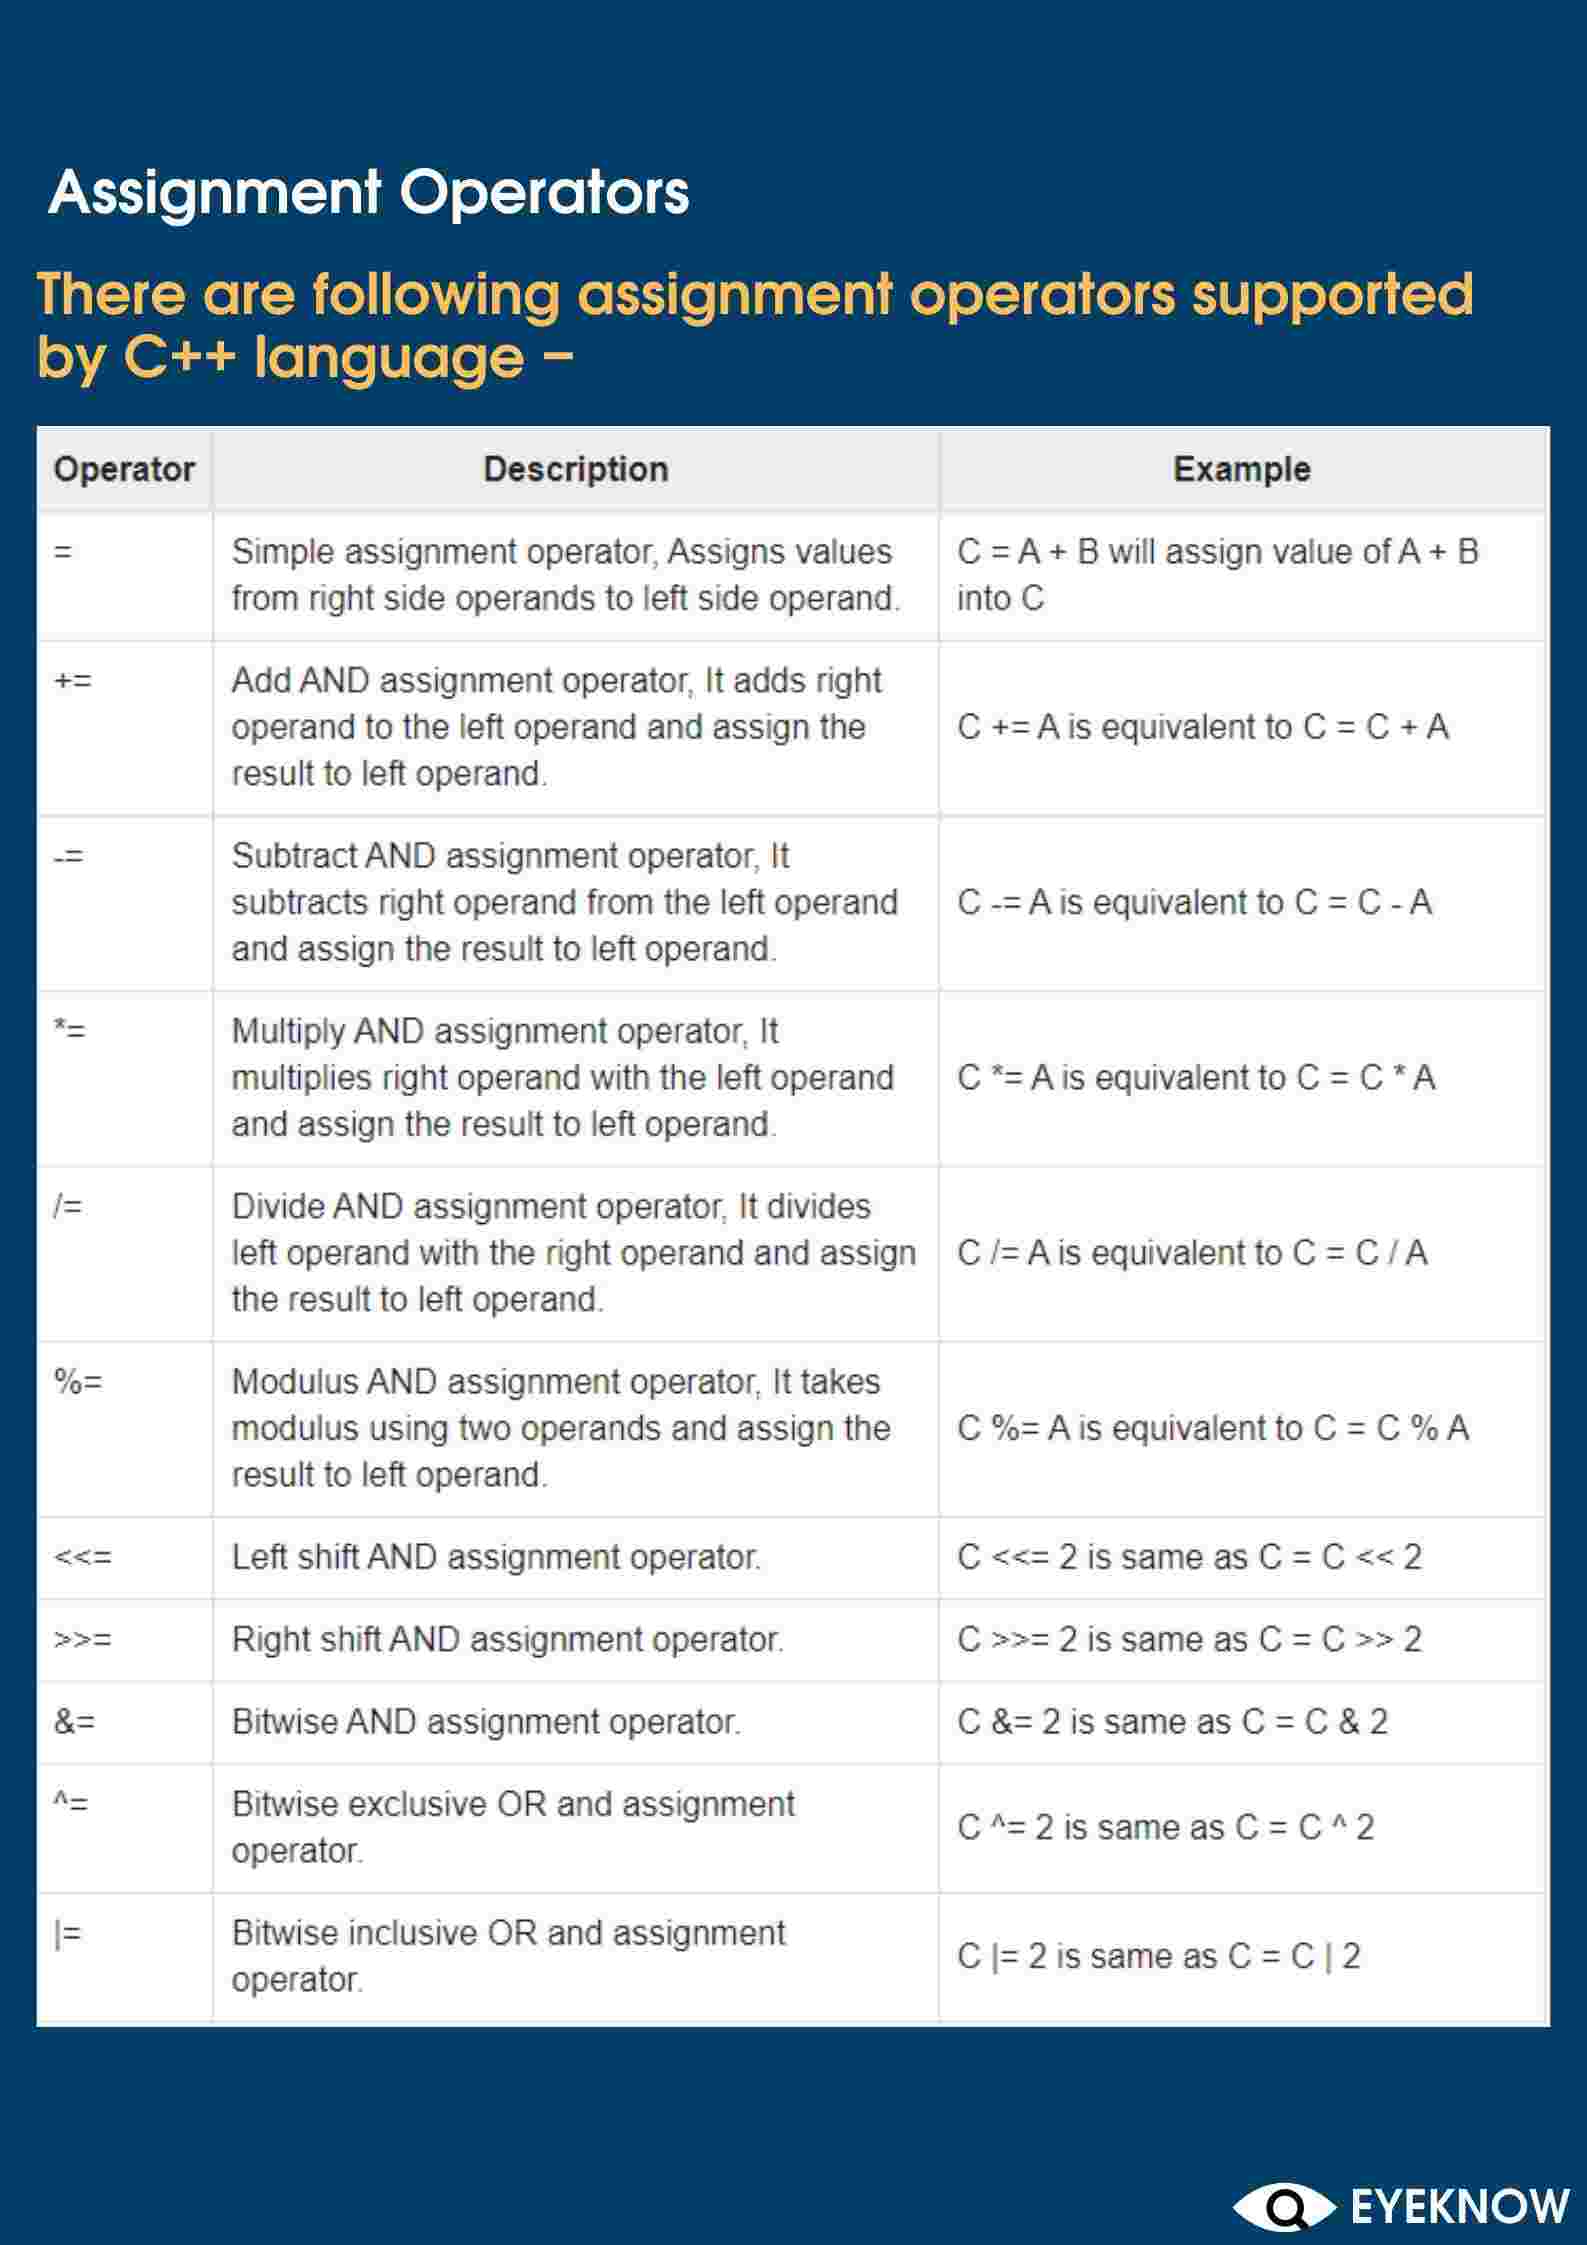 Assignment Operators
There are following assignment operators supported
by C++ language –
Operator Description Example
= Simple assignment operator, Assigns values
from right side operands to left side operand.
C = A + B will assign value of A + B
into C
+= Add AND assignment operator, It adds right
operand to the left operand and assign the
result to left operand.
C += A is equivalent to C = C + A
-= Subtract AND assignment operator, It
subtracts right operand from the left operand
and assign the result to left operand.
C -= A is equivalent to C = C - A
*= Multiply AND assignment operator, It
multiplies right operand with the left operand
and assign the result to left operand.
C *= A is equivalent to C = C * A
/= Divide AND assignment operator, It divides
left operand with the right operand and assign
the result to left operand.
C /= A is equivalent to C = C / A
%= Modulus AND assignment operator, It takes
modulus using two operands and assign the
result to left operand.
C %= A is equivalent to C = C % A
<<= Left shift AND assignment operator. C <<= 2 is same as C = C << 2
>>= Right shift AND assignment operator. C >>= 2 is same as C = C >> 2
&= Bitwise AND assignment operator. C &= 2 is same as C = C & 2
^= Bitwise exclusive OR and assignment
operator.
C ^= 2 is same as C = C ^ 2
|= Bitwise inclusive OR and assignment
operator.
C |= 2 is same as C = C | 2
EYEKNOW